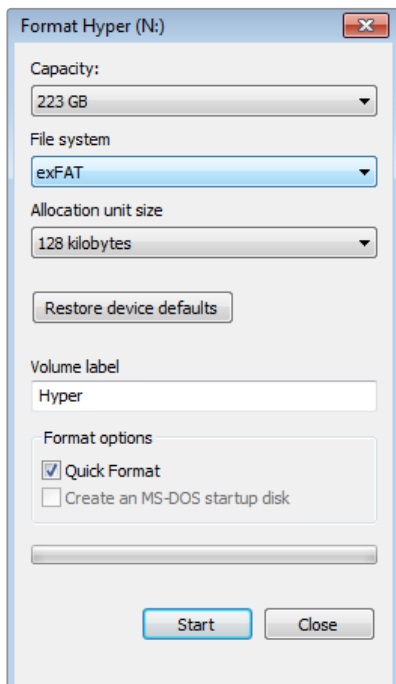 Format Hyper (N:)
Capacity:
223 GB
File system
exFAT
Allocation unit size
128 kilobytes
Restore device defaults
Volume label
Hyper
Format options
Quick Format
Create an MS-DOS startup disk
Start Close